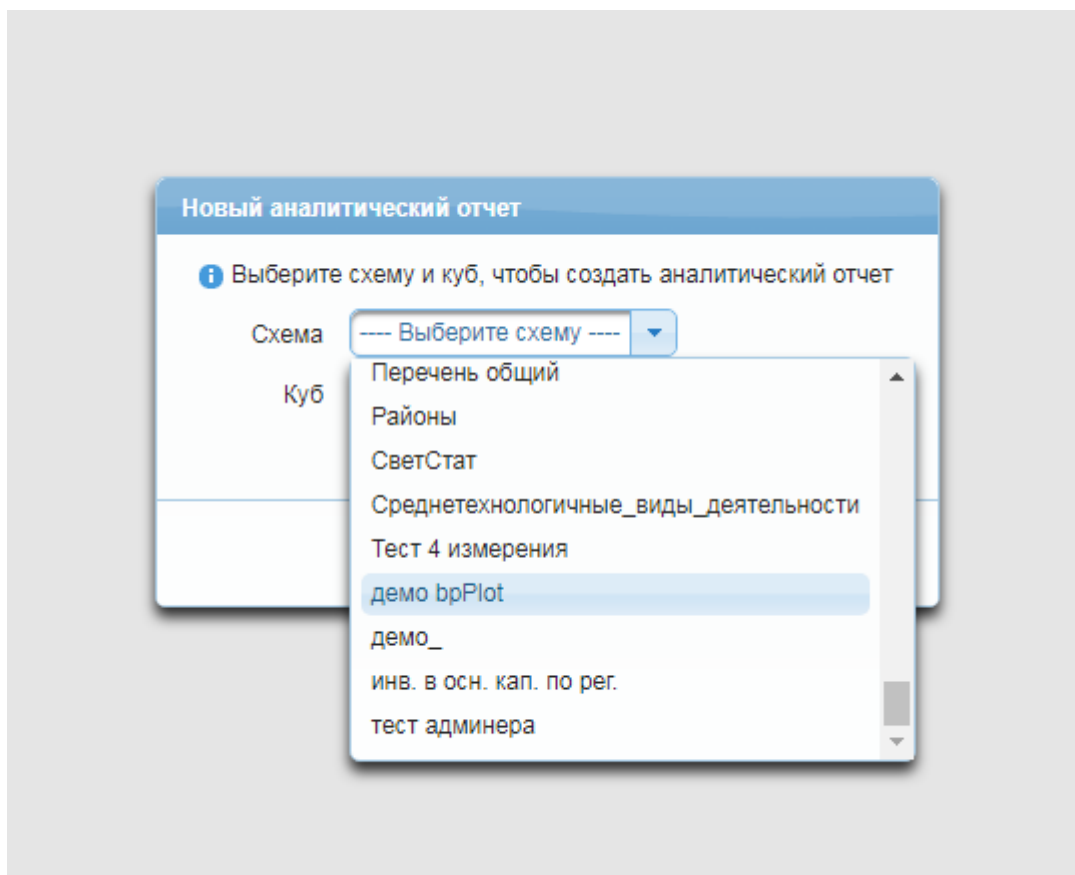 Новый аналитический отчет
Выберите схему и куб, чтобы создать аналитический отчет
Схема
---- Выберите схему ----
Куб
Перечень общий
Районы
СветСтат
Среднетехнологичные_виды_деятельности
Тест 4 измерения
демо bpPlot
демо_
инв. в осн. кап. по рег.
тест админера